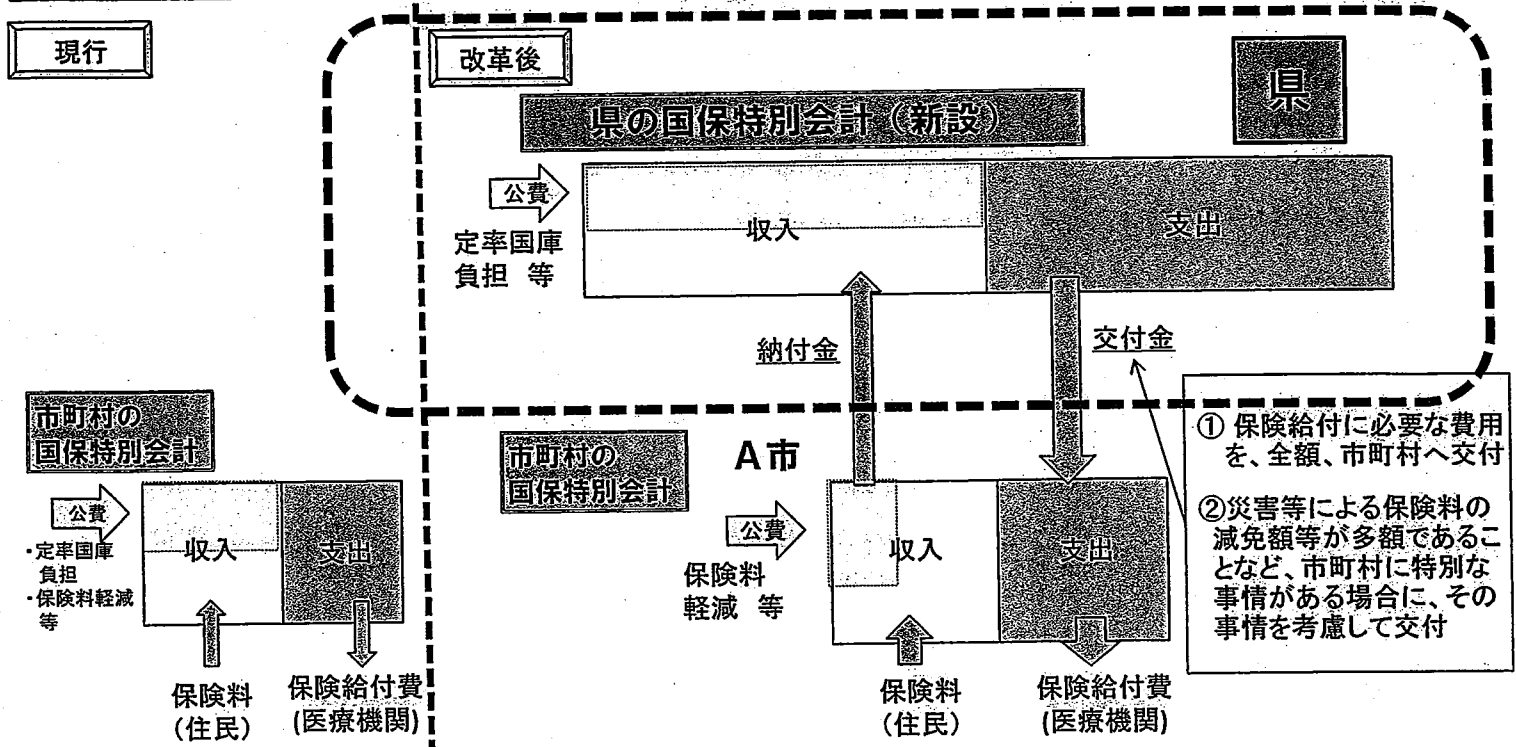 現行
市町村の
国保特別会計
公費
・定率国庫
負担
・保険料軽減
等
収入
支出
保険料
(住民)
保険給付費
(医療機関)
改革後
県
県の国保特別会計（新設）
公費
定率国庫
負担 等
収入
支出
納付金
交付金
市町村の
国保特別会計
A市
公費
保険料
軽減 等
収入
支出
保険料
(住民)
保険給付費
(医療機関)
① 保険給付に必要な費用
を、全額、市町村へ交付
②災害等による保険料の
減免額等が多額であるこ
となど、市町村に特別な
事情がある場合に、その
事情を考慮して交付